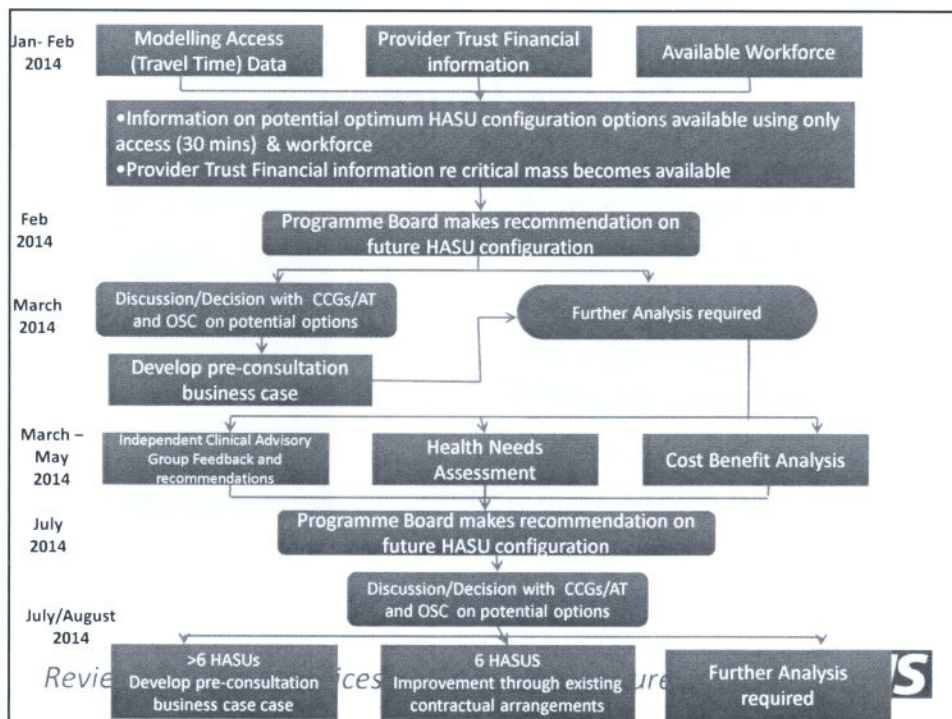 Jan- Feb
2014
Modelling Access
(Travel Time) Data
Provider Trust Financial
information
Available Workforce
•Information on potential optimum HASU configuration options available using only
access (30 mins) & workforce
•Provider Trust Financial information re critical mass becomes available
Feb
2014
Programme Board makes recommendation on
future HASU configuration
March
2014
Discussion/Decision with CCGs/AT
and OSC on potential options
Further Analysis required
Develop pre-consultation
business case
March –
May
2014
Independent Clinical Advisory
Group Feedback and
recommendations
Health Needs
Assessment
Cost Benefit Analysis
July
2014
Programme Board makes recommendation on
future HASU configuration
Discussion/Decision with CCGs/AT
and OSC on potential options
July/August
2014
>6 HASUs
Develop pre-consultation
business case case
6 HASUS
Improvement through existing
contractual arrangements
Further Analysis
required